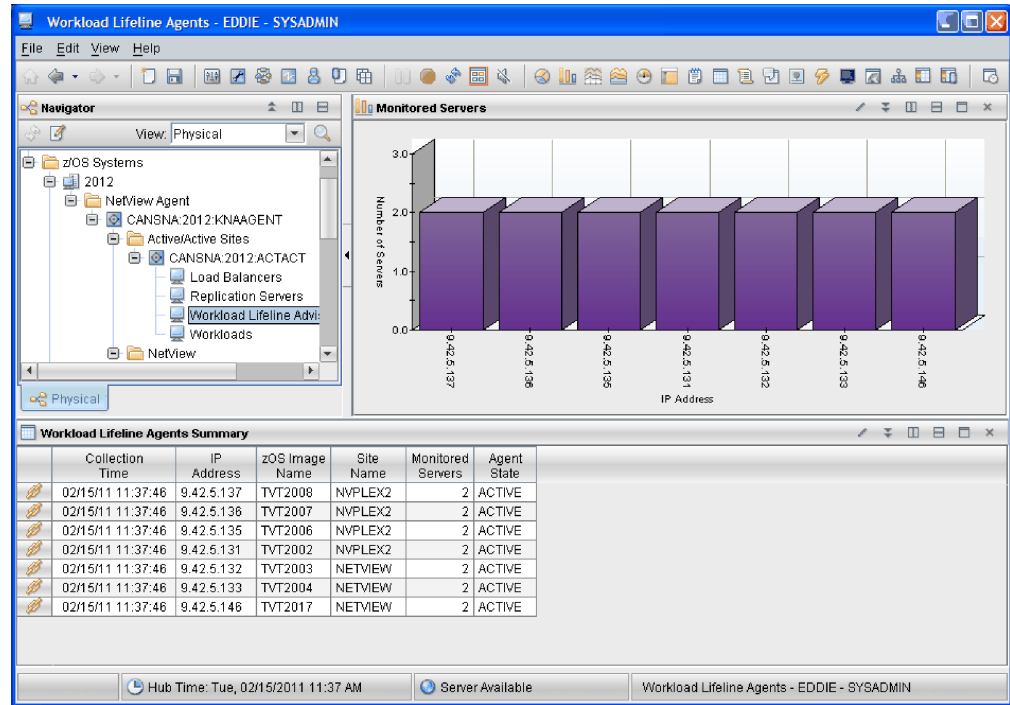 Workload Lifeline Agents - EDDIE - SYSADMIN
File Edit View Help
Navigator
View: Physical
z/OS Systems
2012
NetView Agent
CANSNA:2012:KNAAGENT
Active/Active Sites
CANSNA:2012:ACTACT
Load Balancers
Replication Servers
Workload Lifeline Advi
Workloads
NetView
Physical
Monitored Servers
Number of Servers
3.0
2.0
1.0
0.0
9.42.5.137 9.42.5.136 9.42.5.135 9.42.5.131 9.42.5.132 9.42.5.133 9.42.5.146
IP Address
Workload Lifeline Agents Summary
Collection Time IP Address zOS Image Name Site Name Monitored Servers Agent State
02/15/11 11:37:46 9.42.5.137 TVT2008 NVPLEX2 2 ACTIVE
02/15/11 11:37:46 9.42.5.136 TVT2007 NVPLEX2 2 ACTIVE
02/15/11 11:37:46 9.42.5.135 TVT2006 NVPLEX2 2 ACTIVE
02/15/11 11:37:46 9.42.5.131 TVT2002 NVPLEX2 2 ACTIVE
02/15/11 11:37:46 9.42.5.132 TVT2003 NETVIEW 2 ACTIVE
02/15/11 11:37:46 9.42.5.133 TVT2004 NETVIEW 2 ACTIVE
02/15/11 11:37:46 9.42.5.146 TVT2017 NETVIEW 2 ACTIVE
Hub Time: Tue, 02/15/2011 11:37 AM
Server Available
Workload Lifeline Agents - EDDIE - SYSADMIN